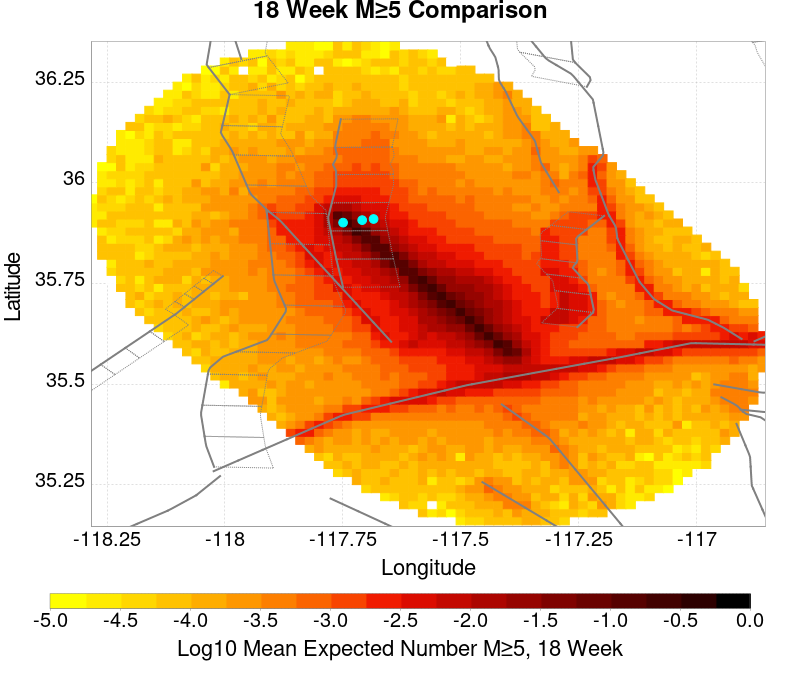 18 Week M≥5 Comparison
36.25
36
35.75
35.5
35.25
Latitude
-118.25 -118 -117.75 -117.5 -117.25 -117
Longitude
-5.0 -4.5 -4.0 -3.5 -3.0 -2.5 -2.0 -1.5 -1.0 -0.5 0.0
Log10 Mean Expected Number M≥5, 18 Week